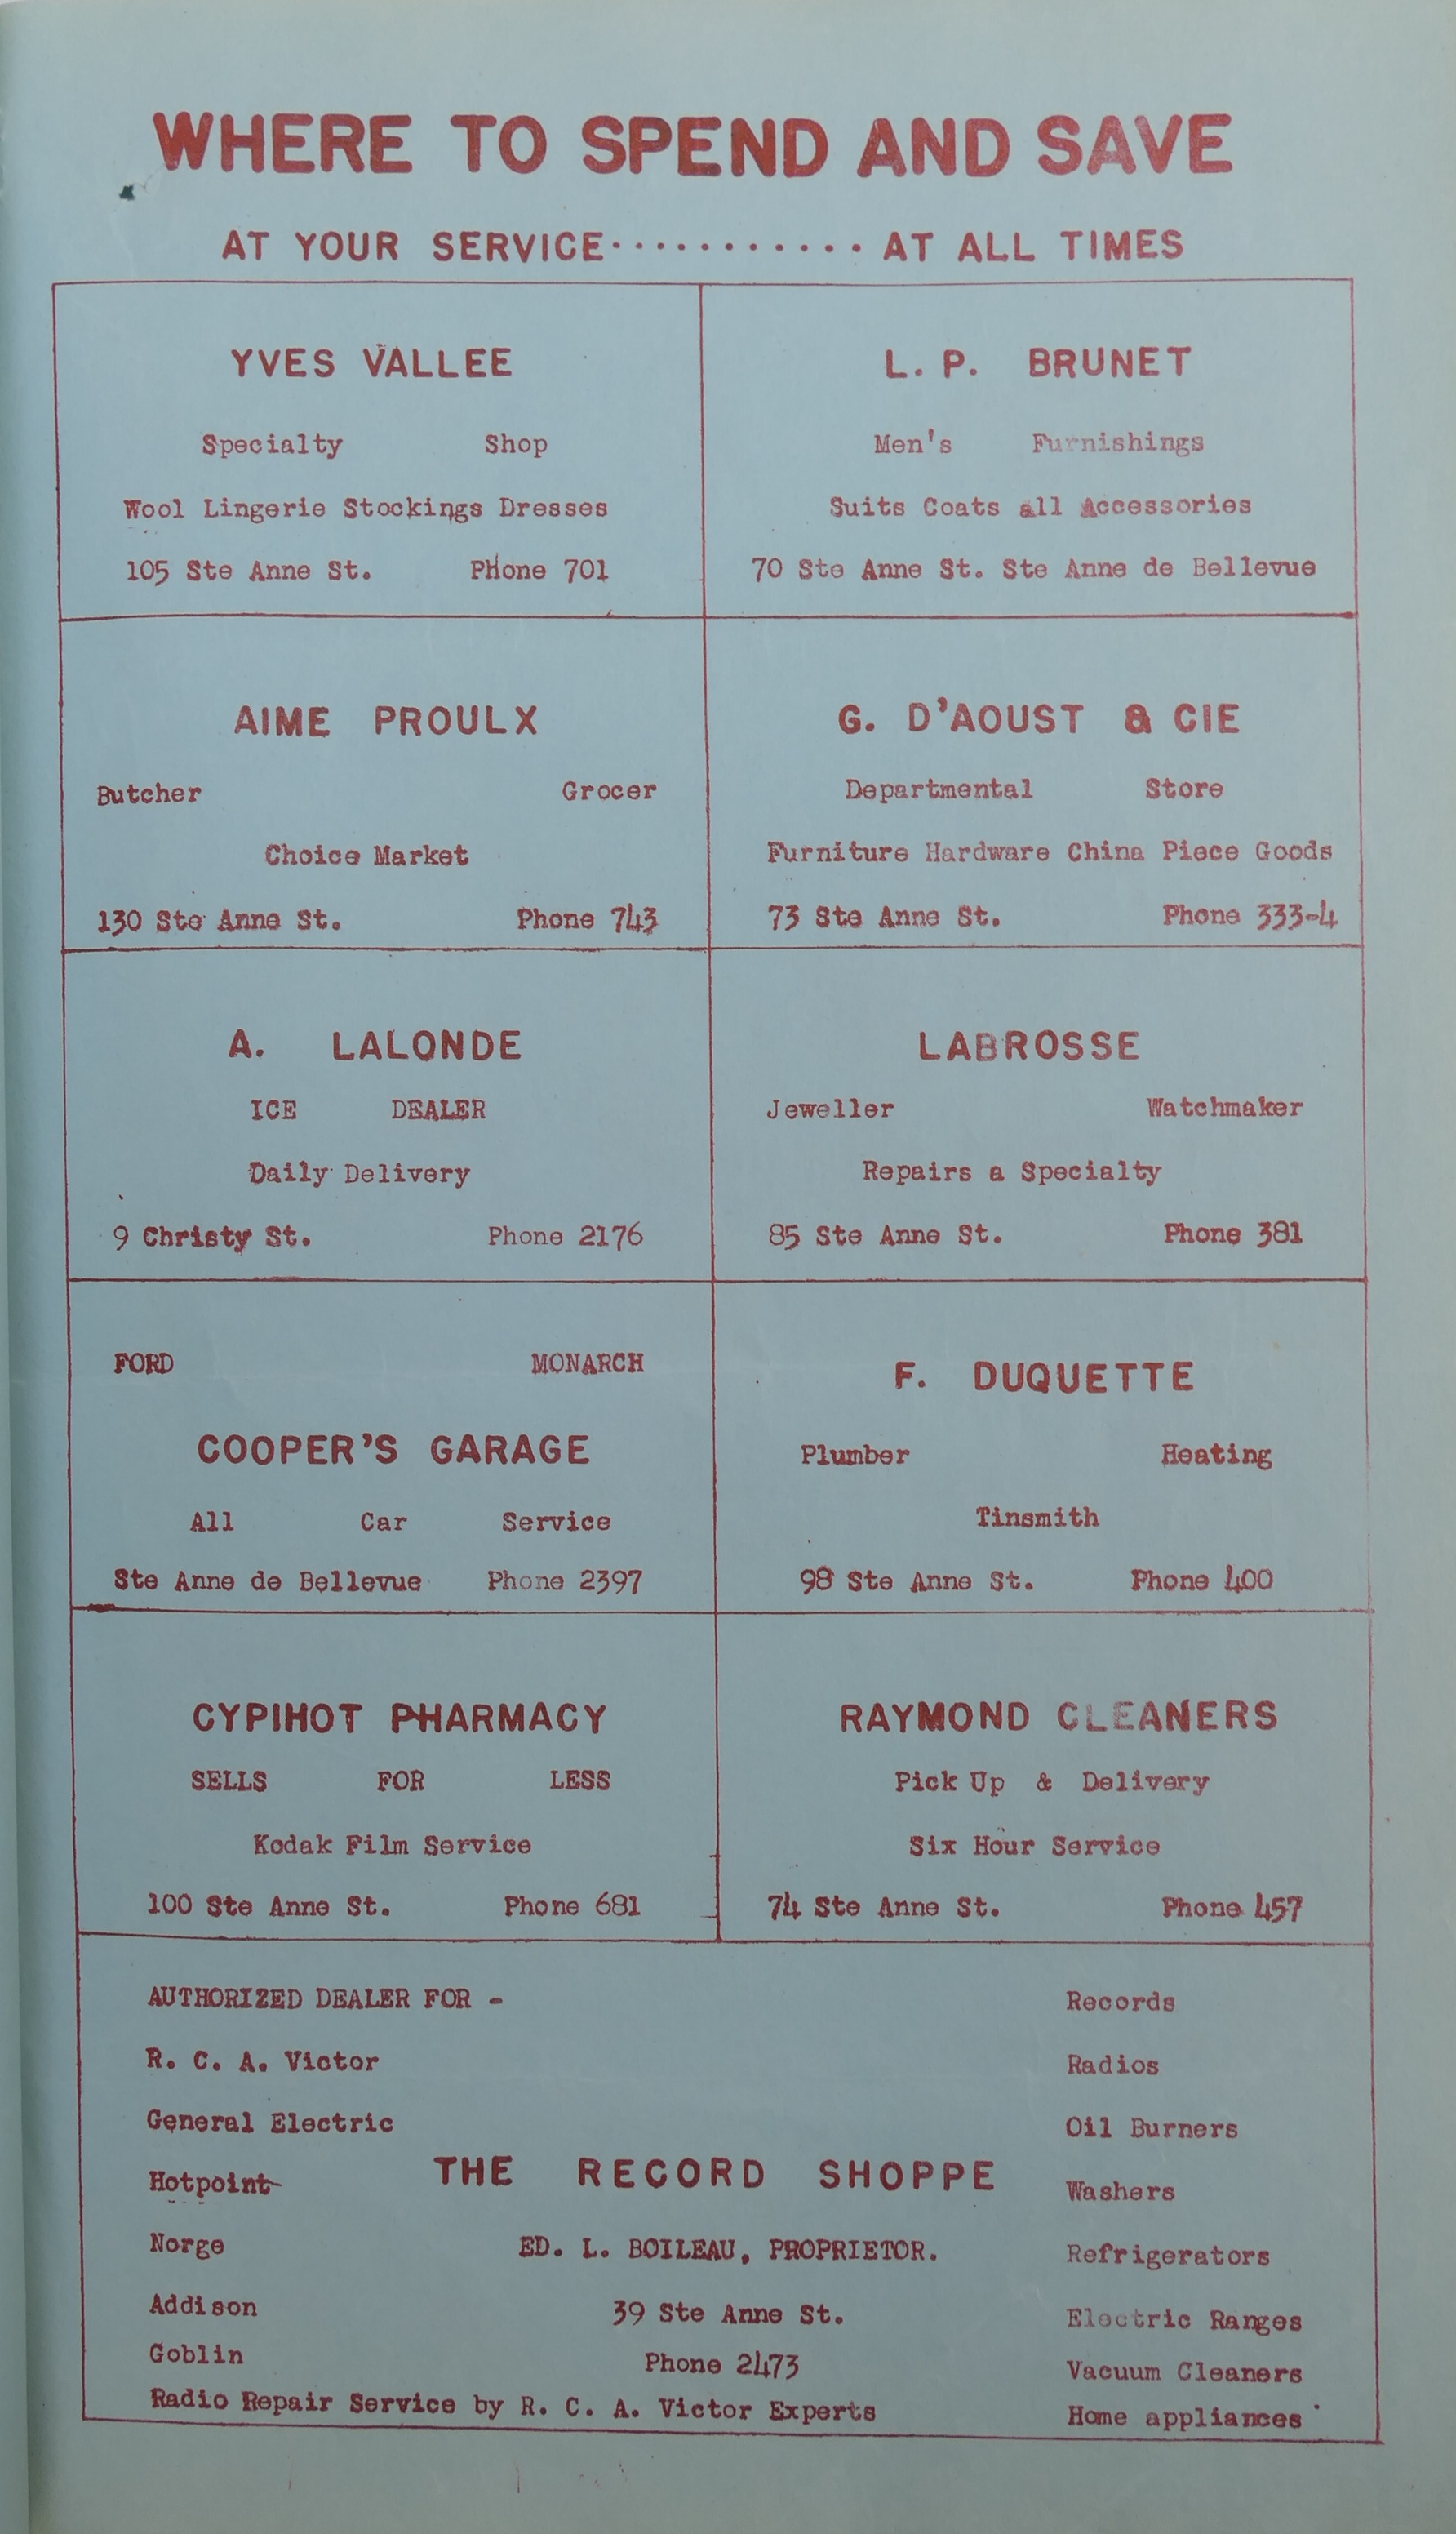 WHERE TO SPEND AND SAVE
AT YOUR SERVICE........... AT ALL TIMES
YVES VALLEE
Specialty Shop
Wool Lingerie Stockings Dresses
105 Ste Anne St. Phone 701
L. P. BRUNET
Men's Furnishings
Suits Coats all Accessories
70 Ste Anne St. Ste Anne de Bellevue
AIME PROULX
Butcher Grocer
Choice Market
130 Ste Anne St. Phone 743
G. D'AOUST & CIE
Departmental Store
Furniture Hardware China Piece Goods
73 Ste Anne St. Phone 333-4
A. LALONDE
ICE DEALER
Daily Delivery
9 Christy St. Phone 2176
LABROSSE
Jeweller Watchmaker
Repairs a Specialty
85 Ste Anne St. Phone 381
FORD MONARCH
COOPER'S GARAGE
All Car Service
Ste Anne de Bellevue Phone 2397
F. DUQUETTE
Plumber Heating
Tinsmith
98 Ste Anne St. Phone 400
CYPIHOT PHARMACY
SELLS FOR LESS
Kodak Film Service
100 Ste Anne St. Phone 681
RAYMOND CLEANERS
Pick Up & Delivery
Six Hour Service
74 Ste Anne St. Phone 457
AUTHORIZED DEALER FOR -
R. C. A. Victor
General Electric
Hotpoint
Norge
Addison
Goblin
Radio Repair Service by R. C. A. Victor Experts
THE RECORD SHOPPE
ED. L. BOILEAU, PROPRIETOR.
39 Ste Anne St.
Phone 2473
Records
Radios
Oil Burners
Washers
Refrigerators
Electric Ranges
Vacuum Cleaners
Home appliances